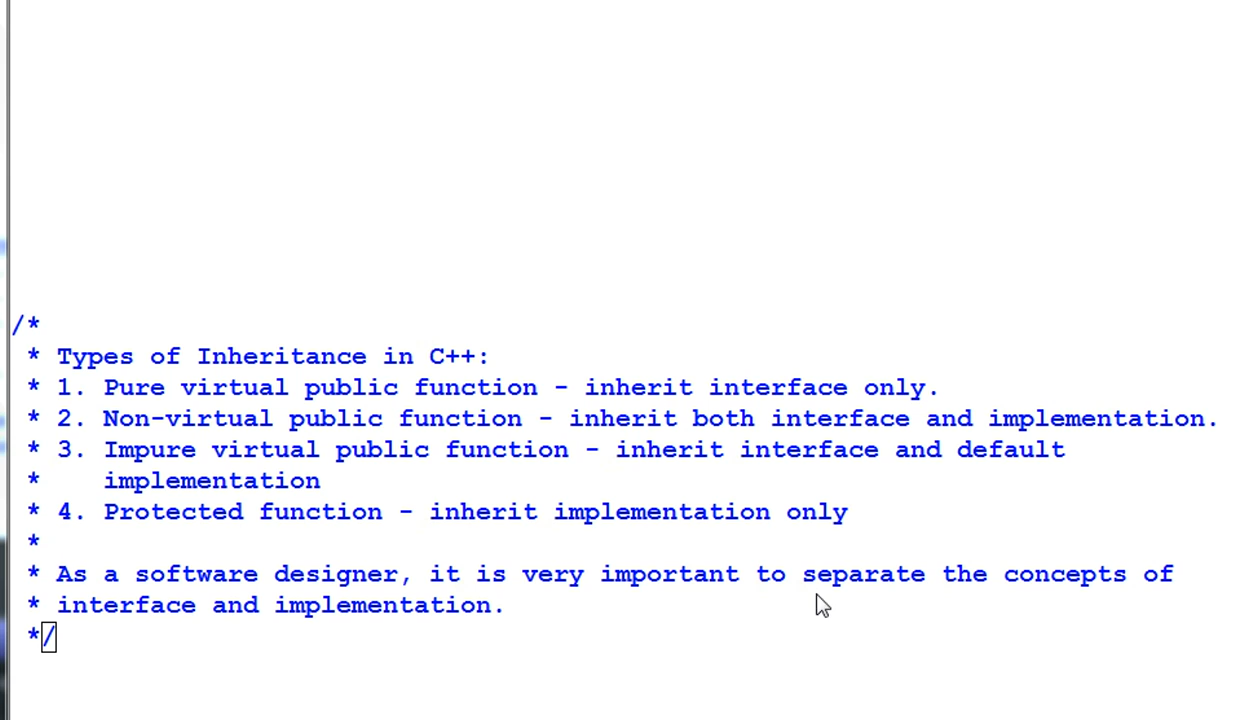 /*
* Types of Inheritance in C++:
* 1. Pure virtual public function - inherit interface only.
* 2. Non-virtual public function - inherit both interface and implementation.
* 3. Impure virtual public function - inherit interface and default
*    implementation
* 4. Protected function - inherit implementation only
*
* As a software designer, it is very important to separate the concepts of
* interface and implementation.
*/